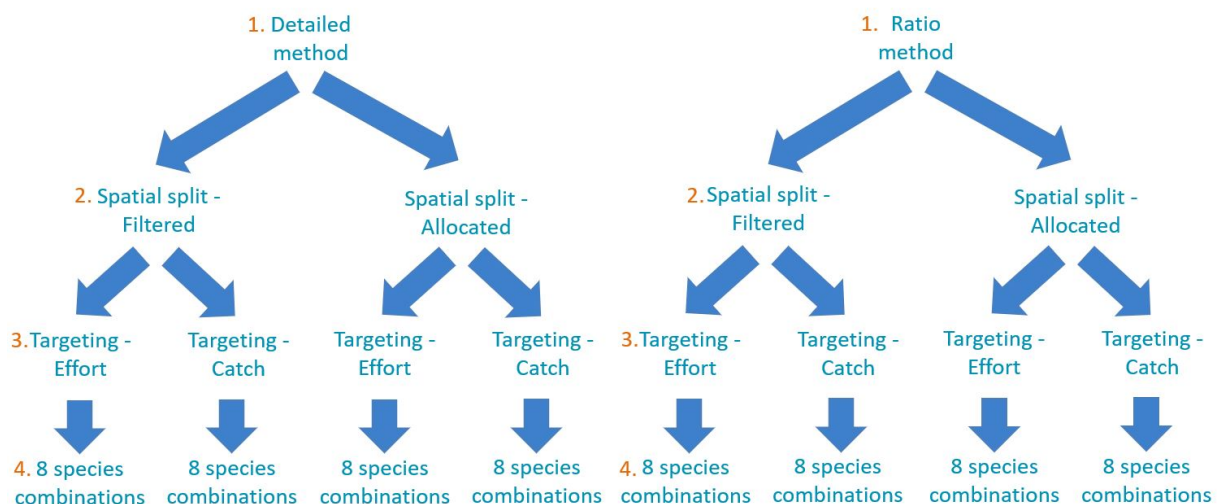 1. Detailed
method
1. Ratio
method
2. Spatial split -
Filtered
Spatial split -
Allocated
2. Spatial split -
Filtered
Spatial split -
Allocated
3.Targeting -
Effort
Targeting -
Catch
Targeting -
Effort
Targeting -
Catch
3.Targeting -
Effort
Targeting -
Catch
Targeting -
Effort
Targeting -
Catch
4. 8 species
combinations
8 species
combinations
8 species
combinations
8 species
combinations
4. 8 species
combinations
8 species
combinations
8 species
combinations
8 species
combinations